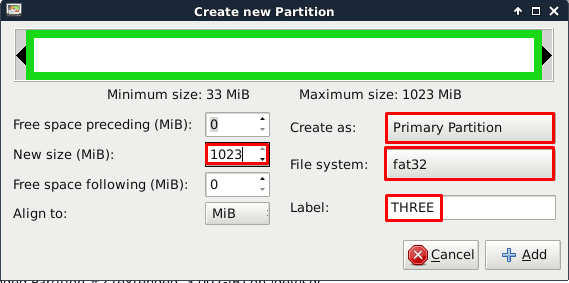 Create new Partition
Minimum size: 33 MiB Maximum size: 1023 MiB
Free space preceding (MiB): 0
Create as: Primary Partition
New size (MiB): 1023
File system: fat32
Free space following (MiB): 0
Label: THREE
Align to: MiB
Cancel Add